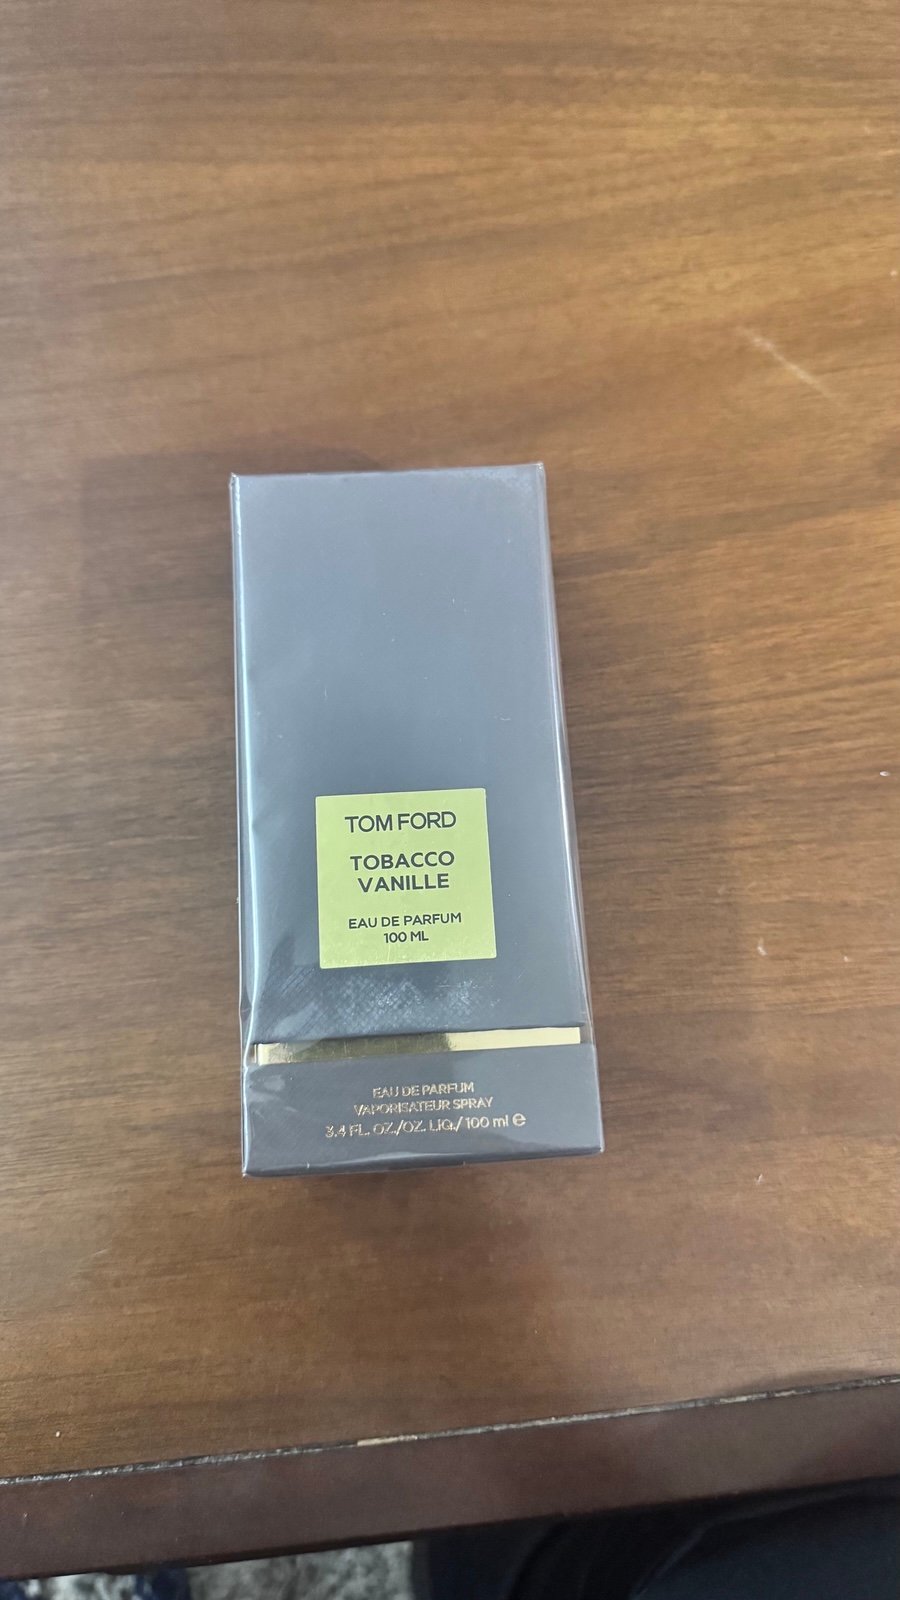 TOM FORD
TOBACCO
VANILLE
EAU DE PARFUM
100 ML
EAU DE PARFUM
VAPORISATEUR SPRAY
3.4 FL. OZ./OZ. LIQ./100 ml ℮